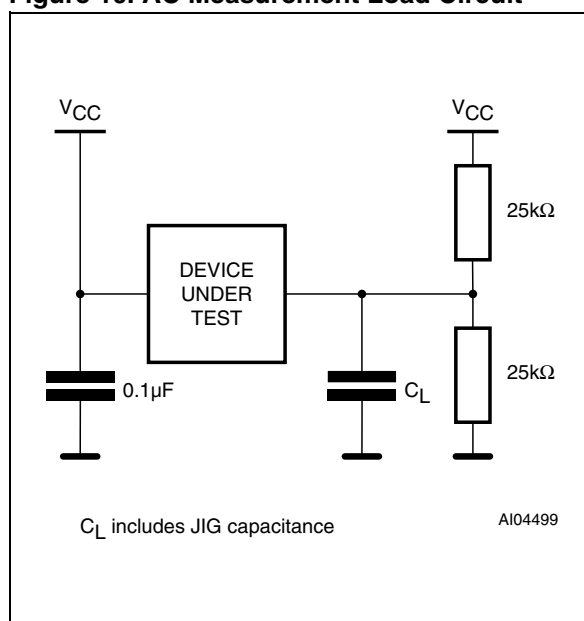 Figure AC Measurement Load Circuit
VCC
VCC
25kΩ
DEVICE
UNDER
TEST
0.1µF
CL
25kΩ
CL includes JIG capacitance
AI04499